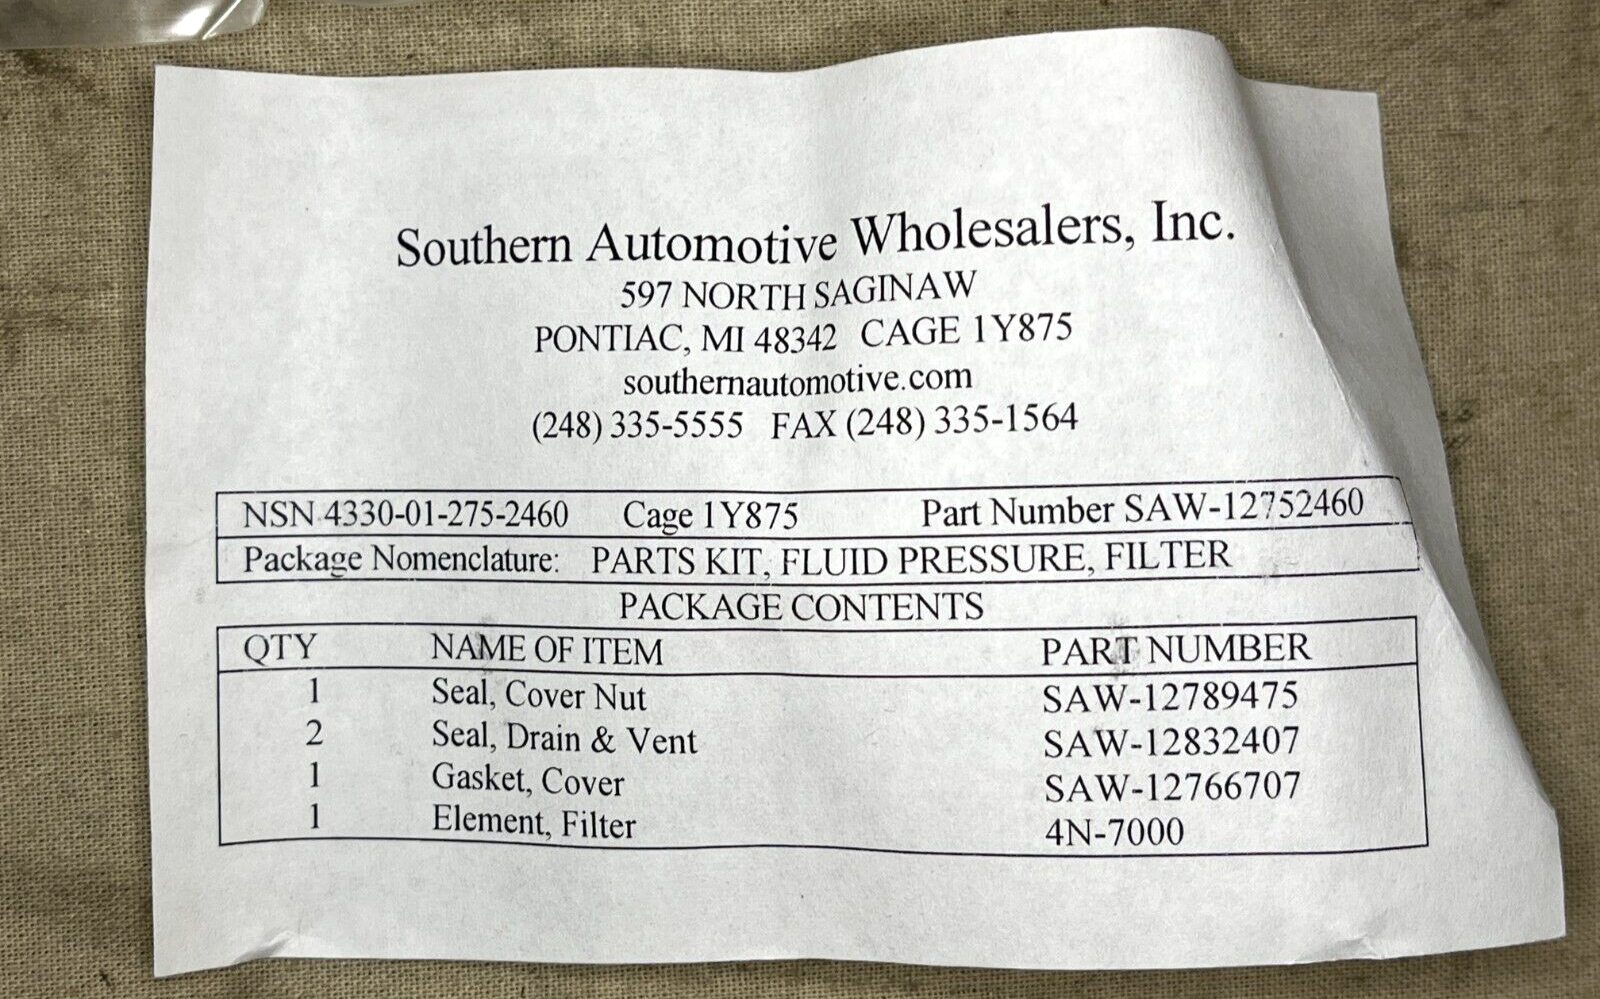 Southern Automotive Wholesalers, Inc.
597 NORTH SAGINAW
PONTIAC, MI 48342 CAGE 1Y875
southernautomotive.com
(248) 335-5555 FAX (248) 335-1564
NSN 4330-01-275-2460 Cage 1Y875 Part Number SAW-12752460
Package Nomenclature: PARTS KIT, FLUID PRESSURE, FILTER
PACKAGE CONTENTS
QTY NAME OF ITEM PART NUMBER
1 Seal, Cover Nut SAW-12789475
2 Seal, Drain & Vent SAW-12832407
1 Gasket, Cover SAW-12766707
1 Element, Filter 4N-7000